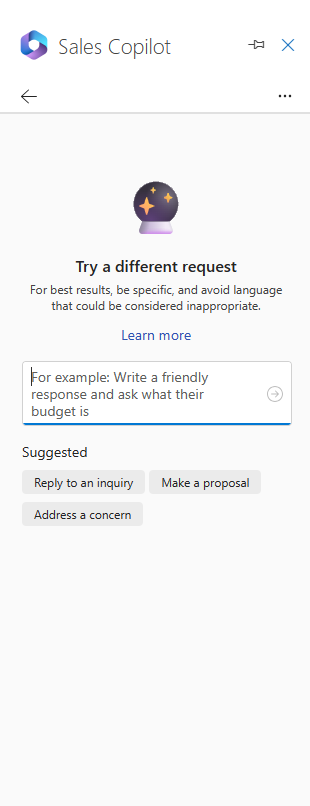 Sales Copilot
Try a different request
For best results, be specific, and avoid language
that could be considered inappropriate.
Learn more
For example: Write a friendly
response and ask what their
budget is
Suggested
Reply to an inquiry
Make a proposal
Address a concern